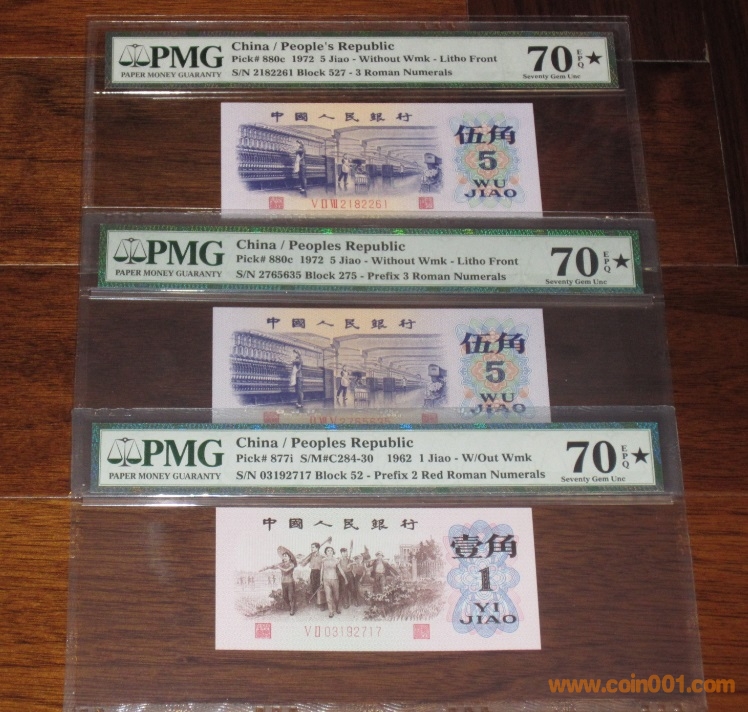 PMG
PAPER MONEY GUARANTY
China / People's Republic
Pick# 880c 1972 5 Jiao - Without Wmk - Litho Front
S/N 2182261 Block 527 - 3 Roman Numerals
70 EPQ ★
Seventy Gem Unc
中國人民銀行
伍角
5
WU
JIAO
V II VII 2182261
PMG
PAPER MONEY GUARANTY
China / Peoples Republic
Pick# 880c 1972 5 Jiao - Without Wmk - Litho Front
S/N 2765635 Block 275 - Prefix 3 Roman Numerals
70 EPQ ★
Seventy Gem Unc
中國人民銀行
伍角
5
WU
JIAO
II VII V 2765635
PMG
PAPER MONEY GUARANTY
China / Peoples Republic
Pick# 877i S/M#C284-30 1962 1 Jiao - W/Out Wmk
S/N 03192717 Block 52 - Prefix 2 Red Roman Numerals
70 EPQ ★
Seventy Gem Unc
中國人民銀行
壹角
1
YI
JIAO
V II 03192717
www.coin001.com